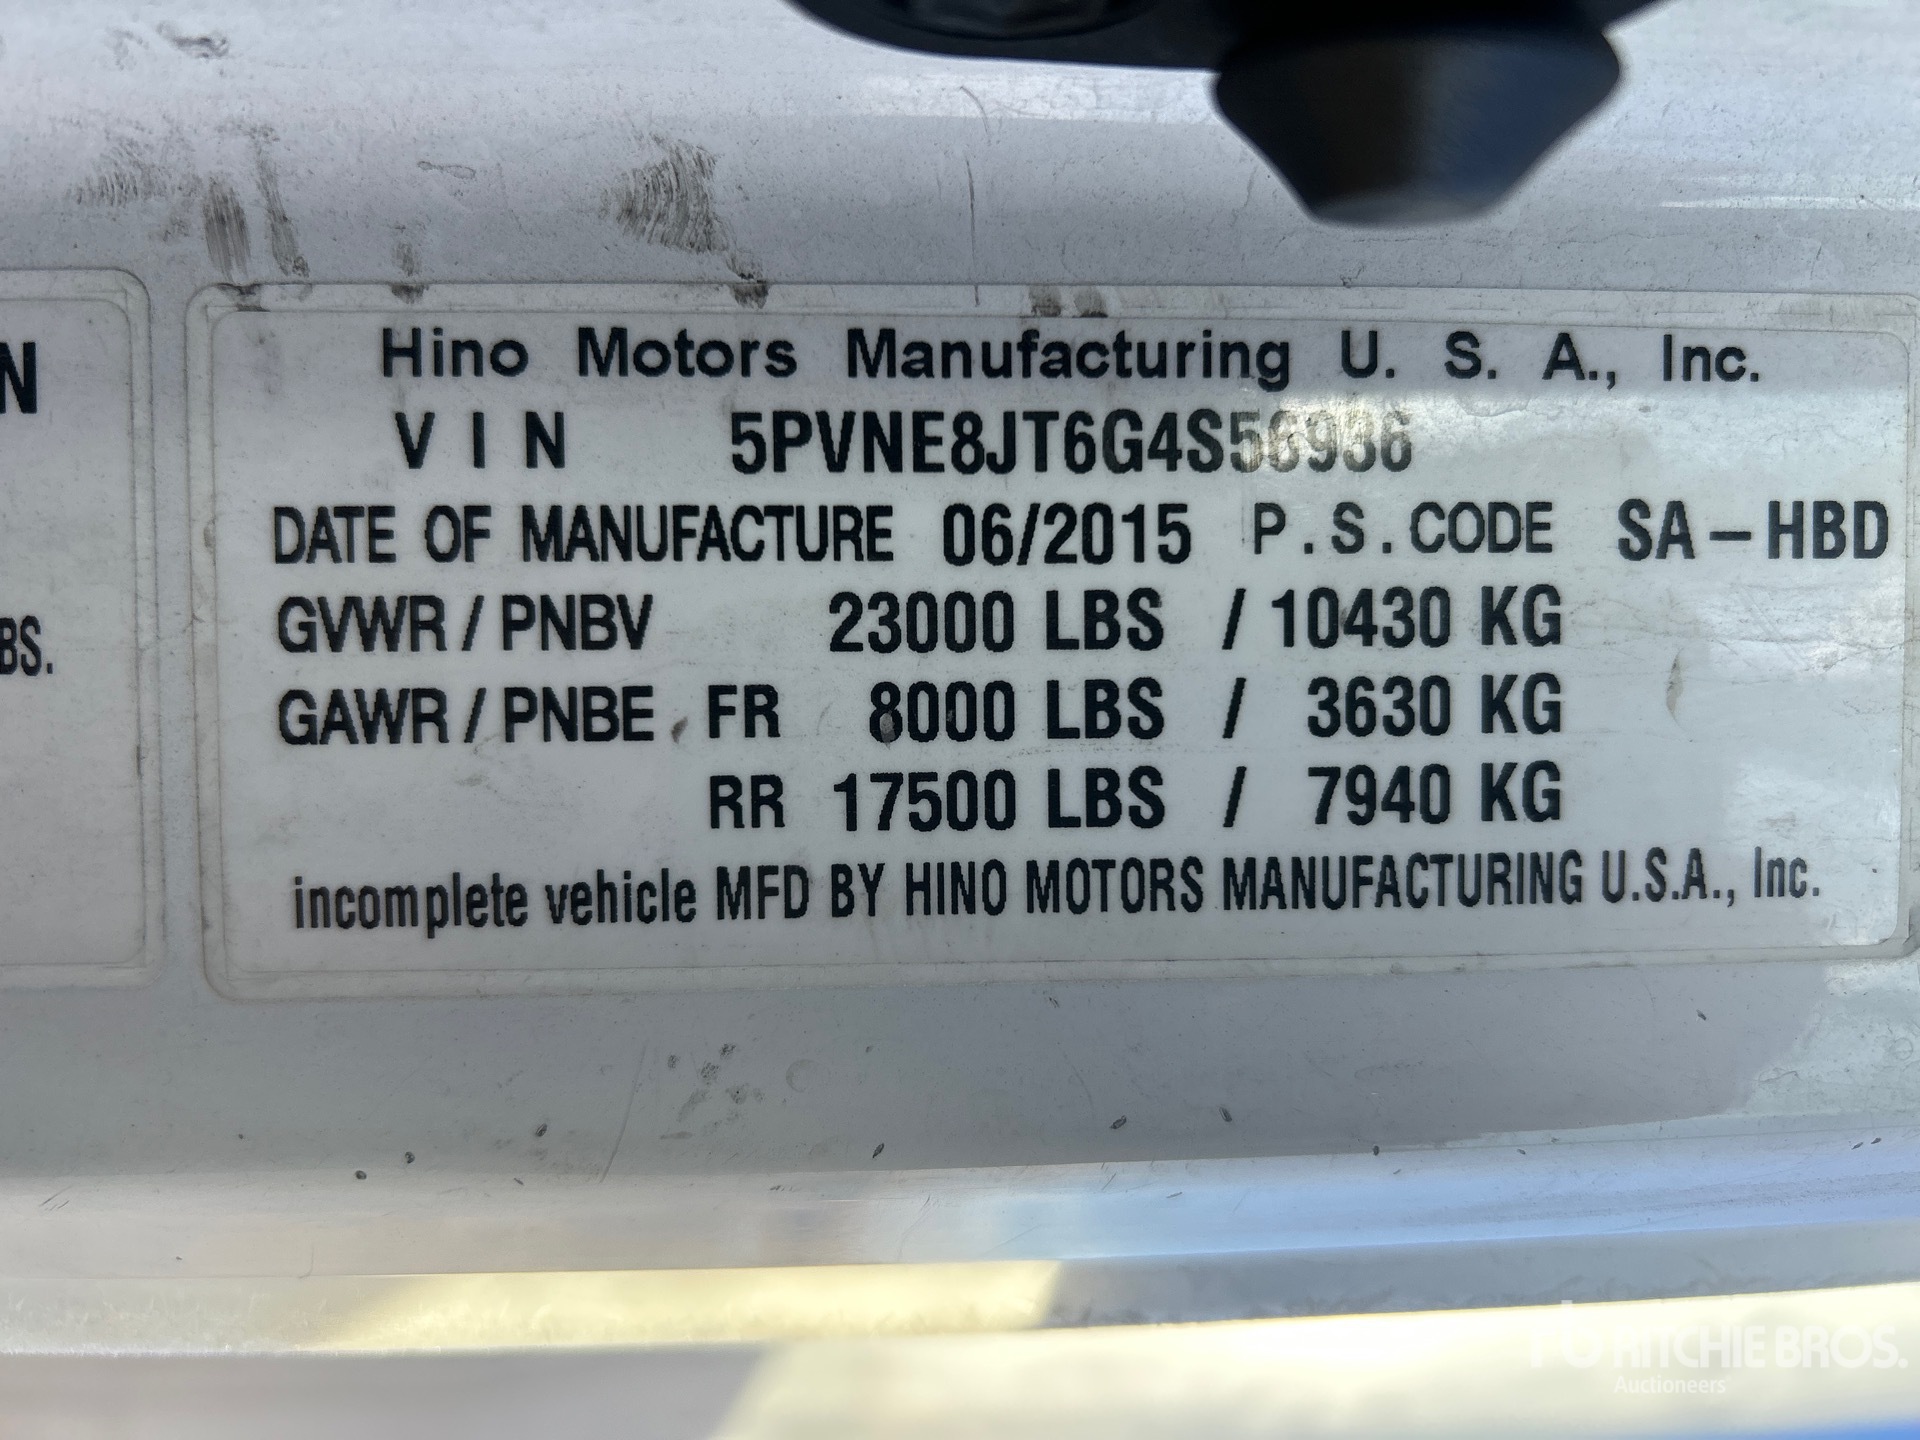 N
BS.
Hino Motors Manufacturing U. S. A., Inc.
VIN 5PVNE8JT6G4S56936
DATE OF MANUFACTURE 06/2015 P.S.CODE SA-HBD
GVWR / PNBV 23000 LBS / 10430 KG
GAWR / PNBE FR 8000 LBS / 3630 KG
RR 17500 LBS / 7940 KG
incomplete vehicle MFD BY HINO MOTORS MANUFACTURING U.S.A., Inc.
rb RITCHIE BROS.
Auctioneers